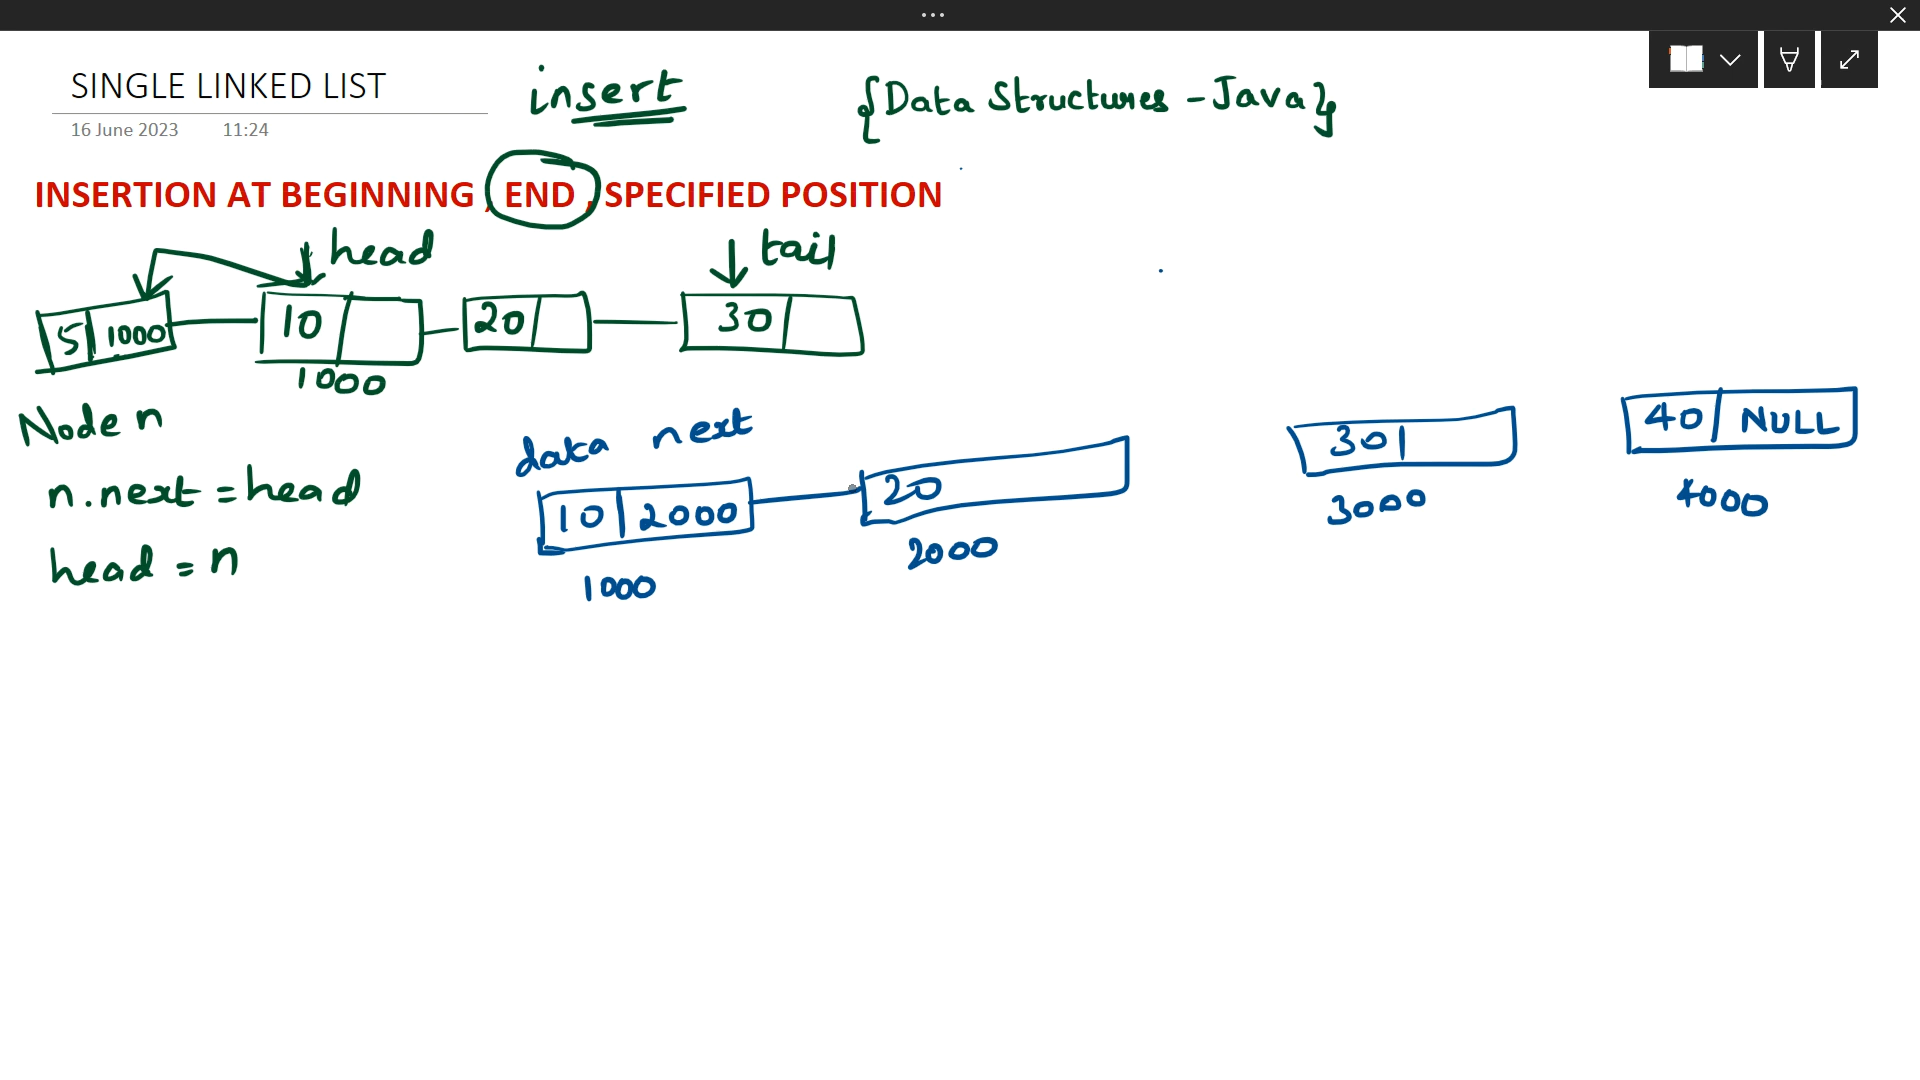 SINGLE LINKED LIST
insert
{Data Structures - Java}
16 June 2023 11:24
INSERTION AT BEGINNING , END , SPECIFIED POSITION
head
tail
5 1000
10
20
30
1000
Node n
n.next = head
head = n
data next
10 2000
20
30
40 NULL
1000
2000
3000
4000